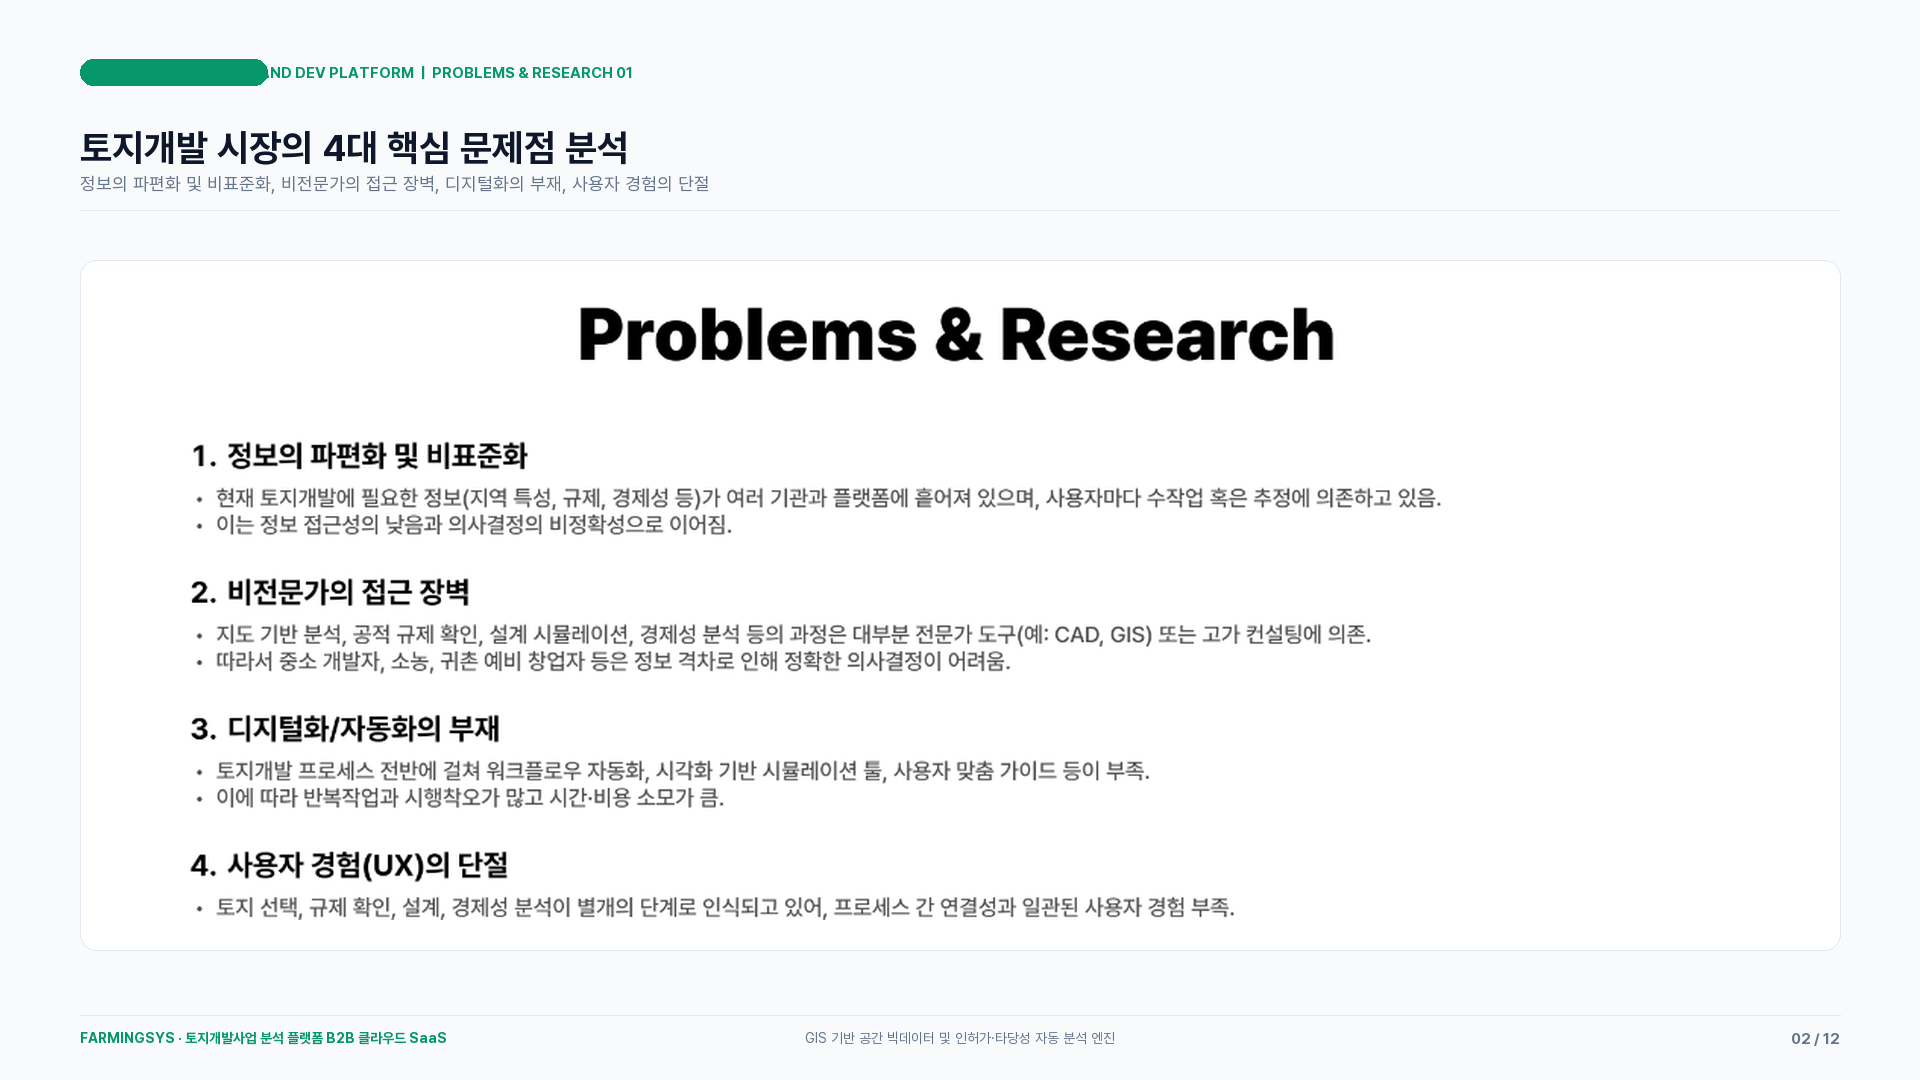 DEV PLATFORM | PROBLEMS & RESEARCH 01
토지개발 시장의 4대 핵심 문제점 분석
정보의 파편화 및 비표준화, 비전문가의 접근 장벽, 디지털화의 부재, 사용자 경험의 단절
Problems & Research
1. 정보의 파편화 및 비표준화
• 현재 토지개발에 필요한 정보(지역 특성, 규제, 경제성 등)가 여러 기관과 플랫폼에 흩어져 있으며, 사용자마다 수작업 혹은 추정에 의존하고 있음.
• 이는 정보 접근성의 낮음과 의사결정의 비정확성으로 이어짐.
2. 비전문가의 접근 장벽
• 지도 기반 분석, 공적 규제 확인, 설계 시뮬레이션, 경제성 분석 등의 과정은 대부분 전문가 도구(예: CAD, GIS) 또는 고가 컨설팅에 의존.
• 따라서 중소 개발자, 소농, 귀촌 예비 창업자 등은 정보 격차로 인해 정확한 의사결정이 어려움.
3. 디지털화/자동화의 부재
• 토지개발 프로세스 전반에 걸쳐 워크플로우 자동화, 시각화 기반 시뮬레이션 툴, 사용자 맞춤 가이드 등이 부족.
• 이에 따라 반복작업과 시행착오가 많고 시간·비용 소모가 큼.
4. 사용자 경험(UX)의 단절
• 토지 선택, 규제 확인, 설계, 경제성 분석이 별개의 단계로 인식되고 있어, 프로세스 간 연결성과 일관된 사용자 경험 부족.
FARMINGSYS · 토지개발사업 분석 플랫폼 B2B 클라우드 SaaS
GIS 기반 공간 빅데이터 및 인허가·타당성 자동 분석 엔진
02 / 12